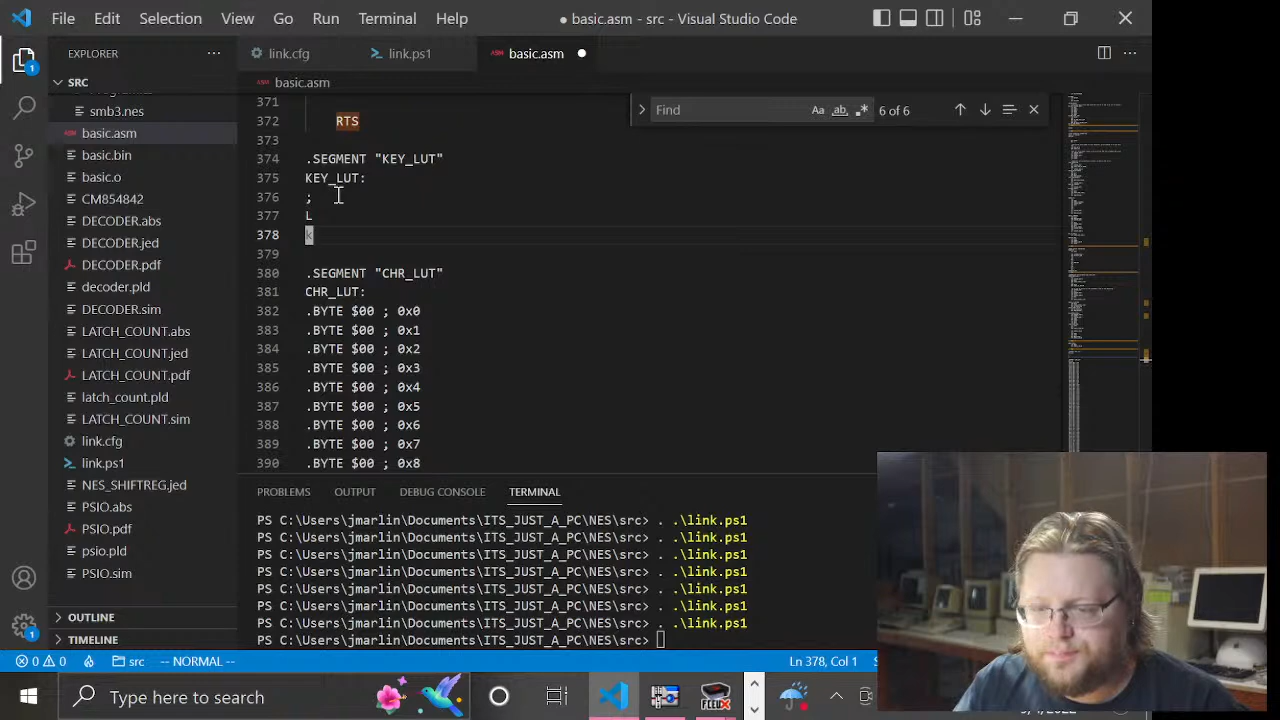 File Edit Selection View Go Run Terminal Help
● basic.asm - src - Visual Studio Code
EXPLORER ...
link.cfg
link.ps1
ASM basic.asm ●
SRC
ASM basic.asm
smb3.nes
ASM basic.asm
basic.bin
basic.o
CMDE0842
DECODER.abs
DECODER.jed
DECODER.pdf
decoder.pld
DECODER.sim
LATCH_COUNT.abs
LATCH_COUNT.jed
LATCH_COUNT.pdf
latch_count.pld
LATCH_COUNT.sim
link.cfg
link.ps1
NES_SHIFTREG.jed
PSIO.abs
PSIO.pdf
psio.pld
PSIO.sim
OUTLINE
TIMELINE
Find Aa ab 6 of 6
371
372 RTS
373
374 .SEGMENT "KEY_LUT"
375 KEY_LUT:
376 ;
377 L
378 k
379
380 .SEGMENT "CHR_LUT"
381 CHR_LUT:
382 .BYTE $00 ; 0x0
383 .BYTE $00 ; 0x1
384 .BYTE $00 ; 0x2
385 .BYTE $00 ; 0x3
386 .BYTE $00 ; 0x4
387 .BYTE $00 ; 0x5
388 .BYTE $00 ; 0x6
389 .BYTE $00 ; 0x7
390 .BYTE $00 ; 0x8
PROBLEMS OUTPUT DEBUG CONSOLE TERMINAL
PS C:\Users\jmarlin\Documents\ITS_JUST_A_PC\NES\src> . .\link.ps1
PS C:\Users\jmarlin\Documents\ITS_JUST_A_PC\NES\src> . .\link.ps1
PS C:\Users\jmarlin\Documents\ITS_JUST_A_PC\NES\src> . .\link.ps1
PS C:\Users\jmarlin\Documents\ITS_JUST_A_PC\NES\src> . .\link.ps1
PS C:\Users\jmarlin\Documents\ITS_JUST_A_PC\NES\src> . .\link.ps1
PS C:\Users\jmarlin\Documents\ITS_JUST_A_PC\NES\src> . .\link.ps1
PS C:\Users\jmarlin\Documents\ITS_JUST_A_PC\NES\src> . .\link.ps1
PS C:\Users\jmarlin\Documents\ITS_JUST_A_PC\NES\src>
0 0 src -- NORMAL -- Ln 378, Col 1
Type here to search